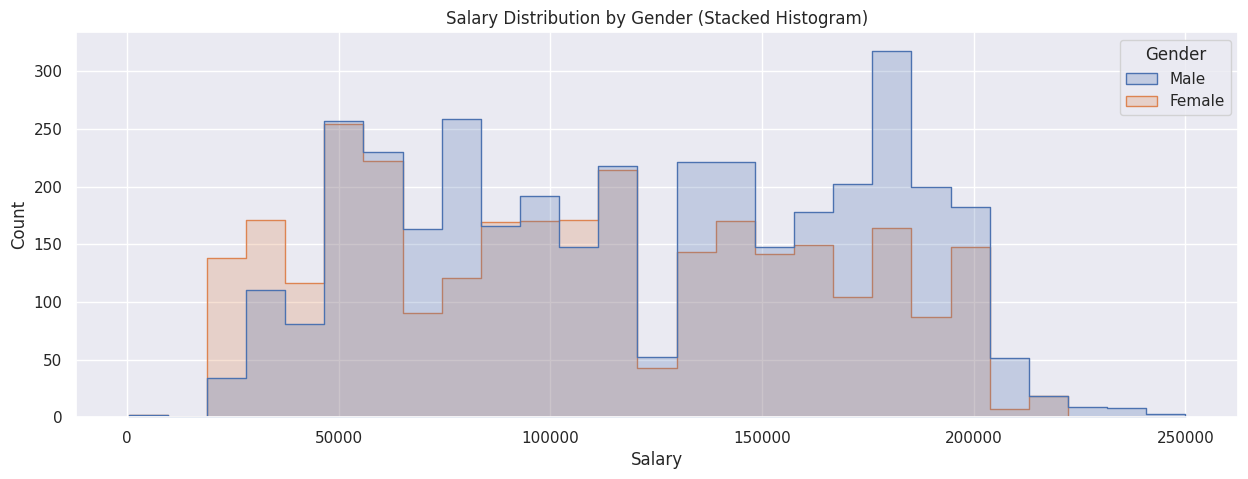 Salary Distribution by Gender (Stacked Histogram)
Gender
Male
Female
Count
300
250
200
150
100
50
0
0 50000 100000 150000 200000 250000
Salary